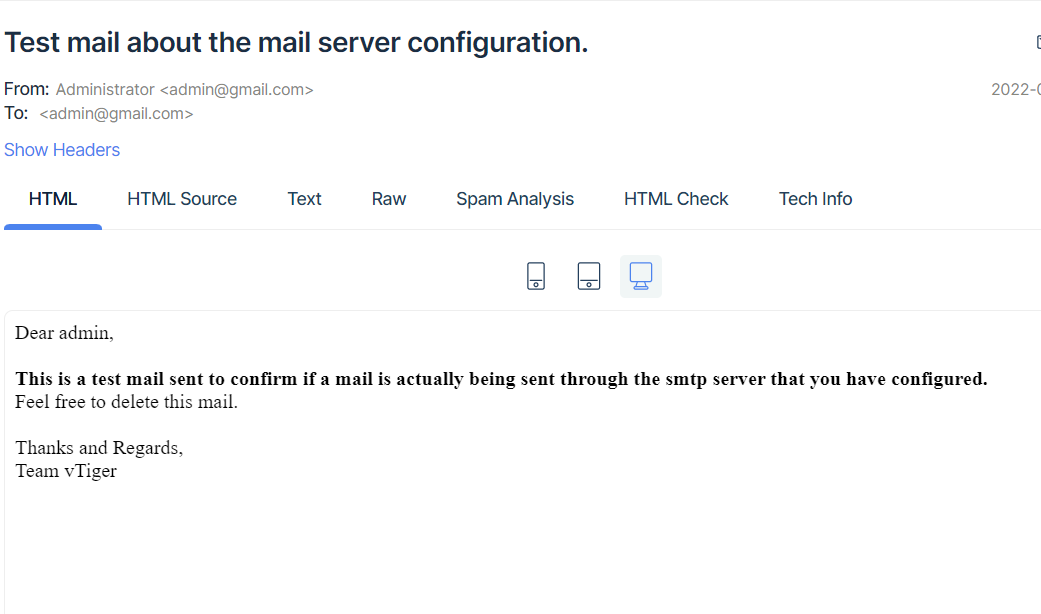 Test mail about the mail server configuration.
From: Administrator <admin@gmail.com>
2022-0
To: <admin@gmail.com>
Show Headers
HTML HTML Source Text Raw Spam Analysis HTML Check Tech Info
Dear admin,
This is a test mail sent to confirm if a mail is actually being sent through the smtp server that you have configured.
Feel free to delete this mail.
Thanks and Regards,
Team vTiger